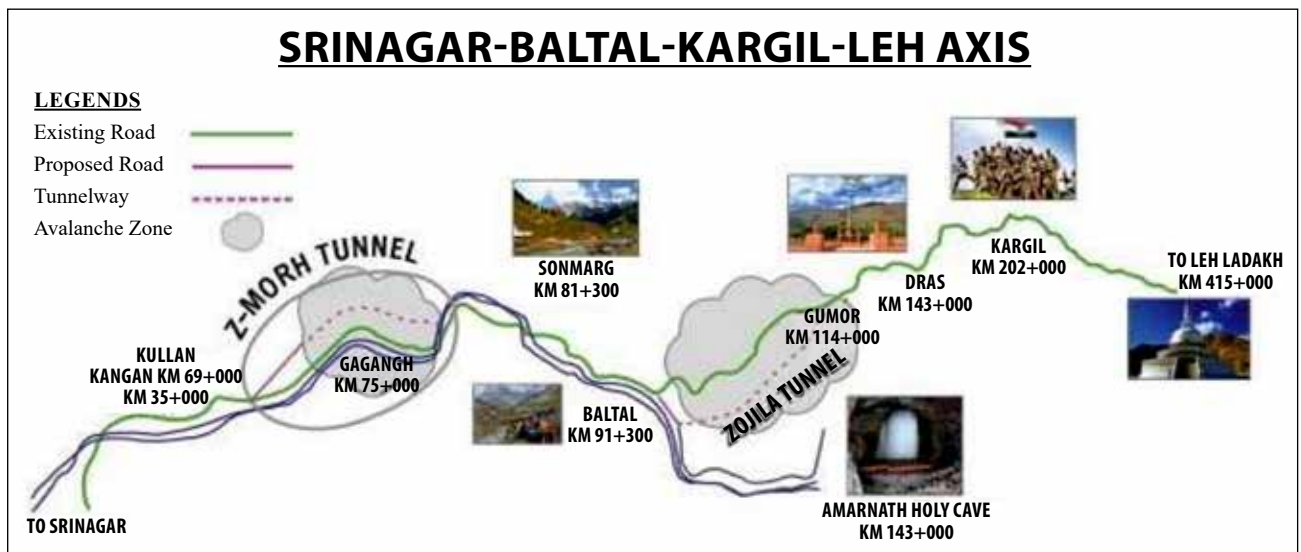 SRINAGAR-BALTAL-KARGIL-LEH AXIS
LEGENDS
Existing Road
Proposed Road
Tunnelway
Avalanche Zone
Z-MORH TUNNEL
SONMARG
KM 81+300
KARGIL
KM 202+000
TO LEH LADAKH
KM 415+000
DRAS
KM 143+000
GUMOR
KM 114+000
KULLAN
KANGAN KM 69+000
KM 35+000
GAGANGH
KM 75+000
ZOJILA TUNNEL
BALTAL
KM 91+300
AMARNATH HOLY CAVE
KM 143+000
TO SRINAGAR